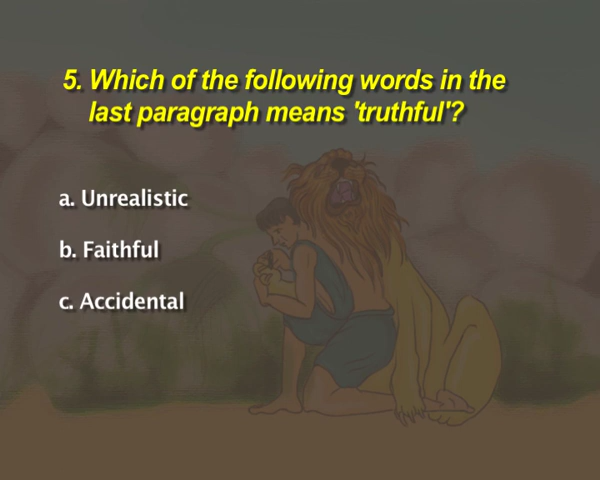 5. Which of the following words in the
last paragraph means 'truthful'?
a. Unrealistic
b. Faithful
c. Accidental